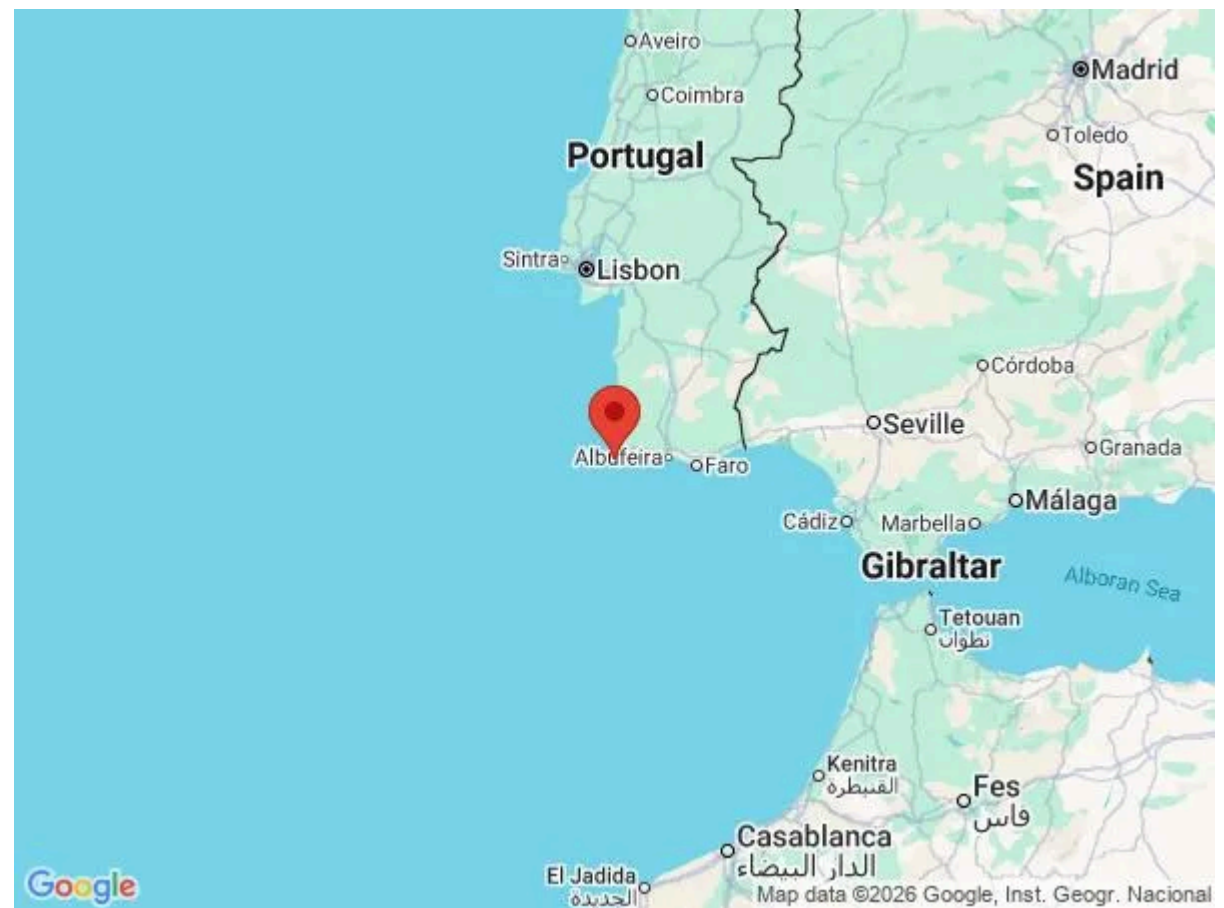 Aveiro
Madrid
Coimbra
Toledo
Portugal
Spain
Sintra
Lisbon
Córdoba
Seville
Granada
Albufeira
Faro
Málaga
Cádiz
Marbella
Gibraltar
Alboran Sea
Tetouan
تطوان
Kenitra
القنيطرة
Fes
فاس
Casablanca
الدار البيضاء
El Jadida
الجديدة
Google
Map data ©2026 Google, Inst. Geogr. Nacional